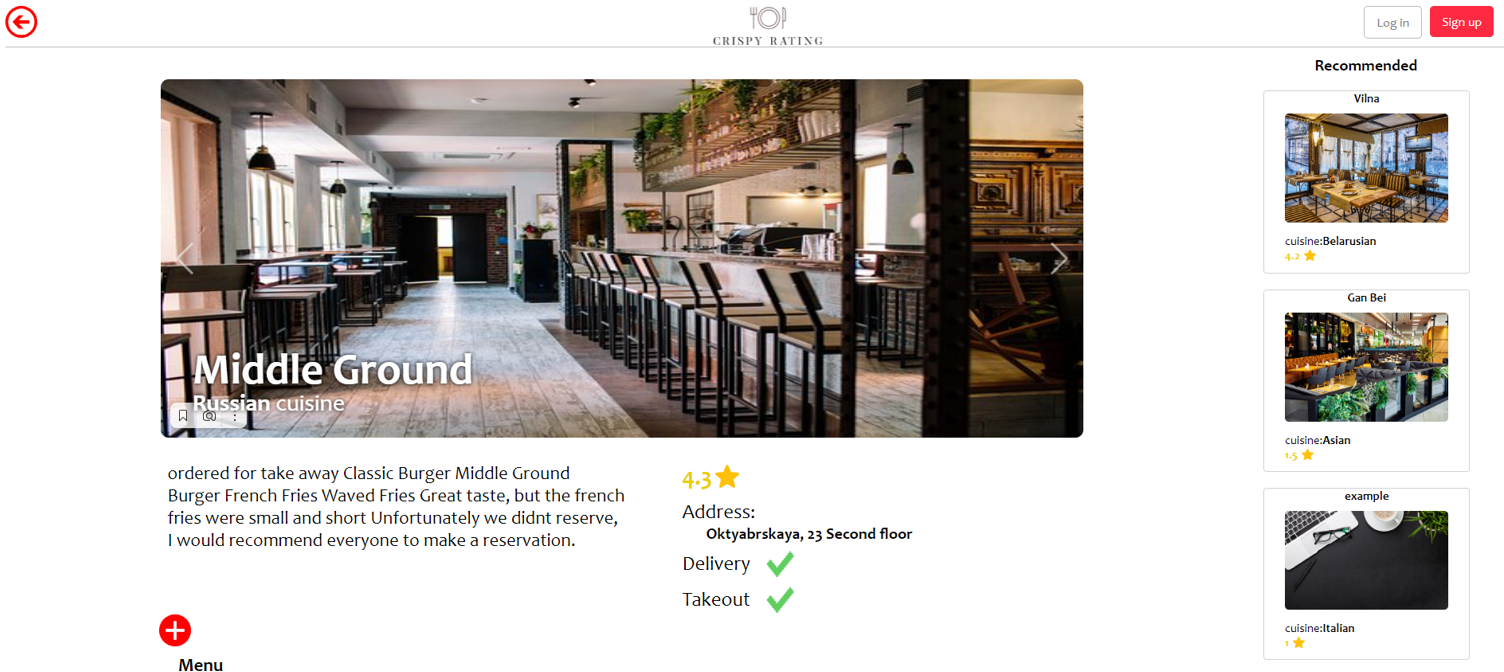 CRISPY RATING
Log in
Sign up
Middle Ground
Russian cuisine
ordered for take away Classic Burger Middle Ground
Burger French Fries Waved Fries Great taste, but the french
fries were small and short Unfortunately we didnt reserve,
I would recommend everyone to make a reservation.
4.3
Address:
Oktyabrskaya, 23 Second floor
Delivery
Takeout
Menu
Recommended
Vilna
cuisine:Belarusian
4.2
Gan Bei
cuisine:Asian
1.5
example
cuisine:Italian
1